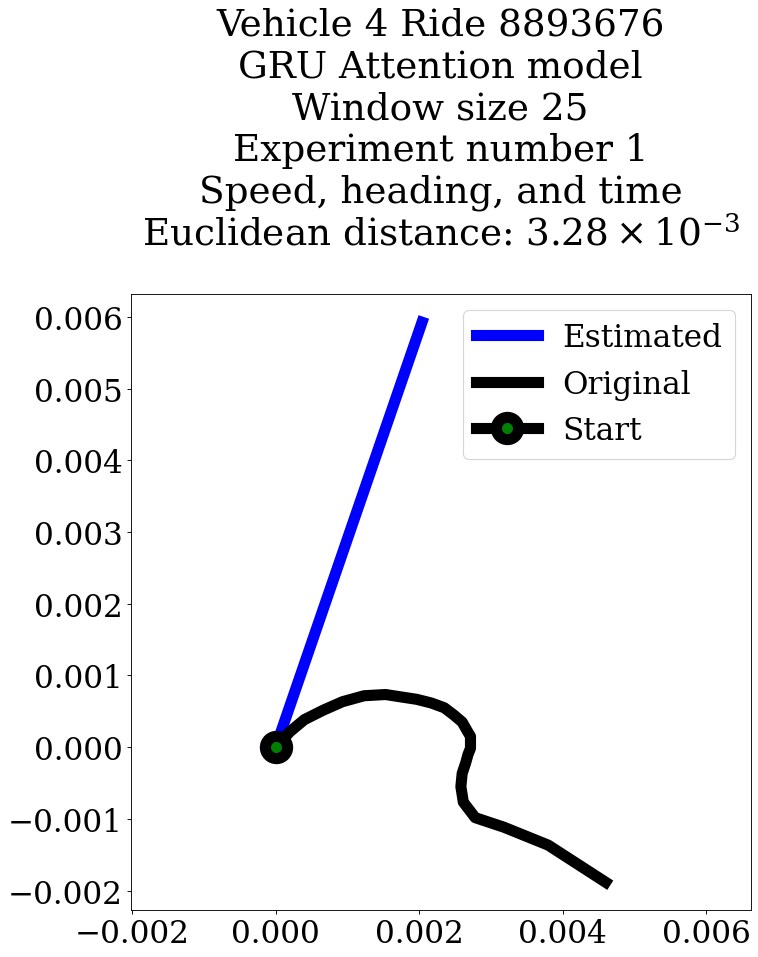 Vehicle 4 Ride 8893676
GRU Attention model
Window size 25
Experiment number 1
Speed, heading, and time
Euclidean distance: 3.28 × 10⁻³
Estimated
Original
Start
0.006
0.005
0.004
0.003
0.002
0.001
0.000
−0.001
−0.002
−0.002 0.000 0.002 0.004 0.006